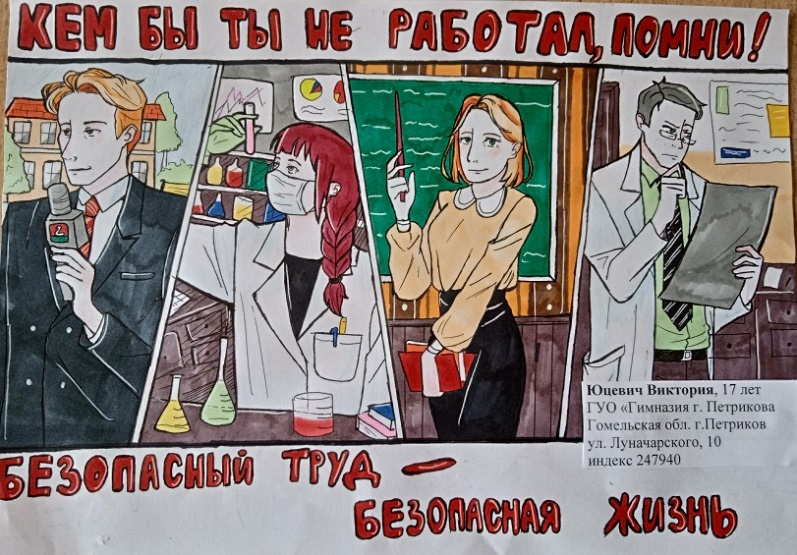 КЕМ БЫ ТЫ НЕ РАБОТАЛ, ПОМНИ!
2
Юцевич Виктория, 17 лет
ГУО «Гимназия г. Петрикова
Гомельская обл. г.Петриков
ул. Луначарского, 10
индекс 247940
БЕЗОПАСНЫЙ ТРУД —
БЕЗОПАСНАЯ ЖИЗНЬ